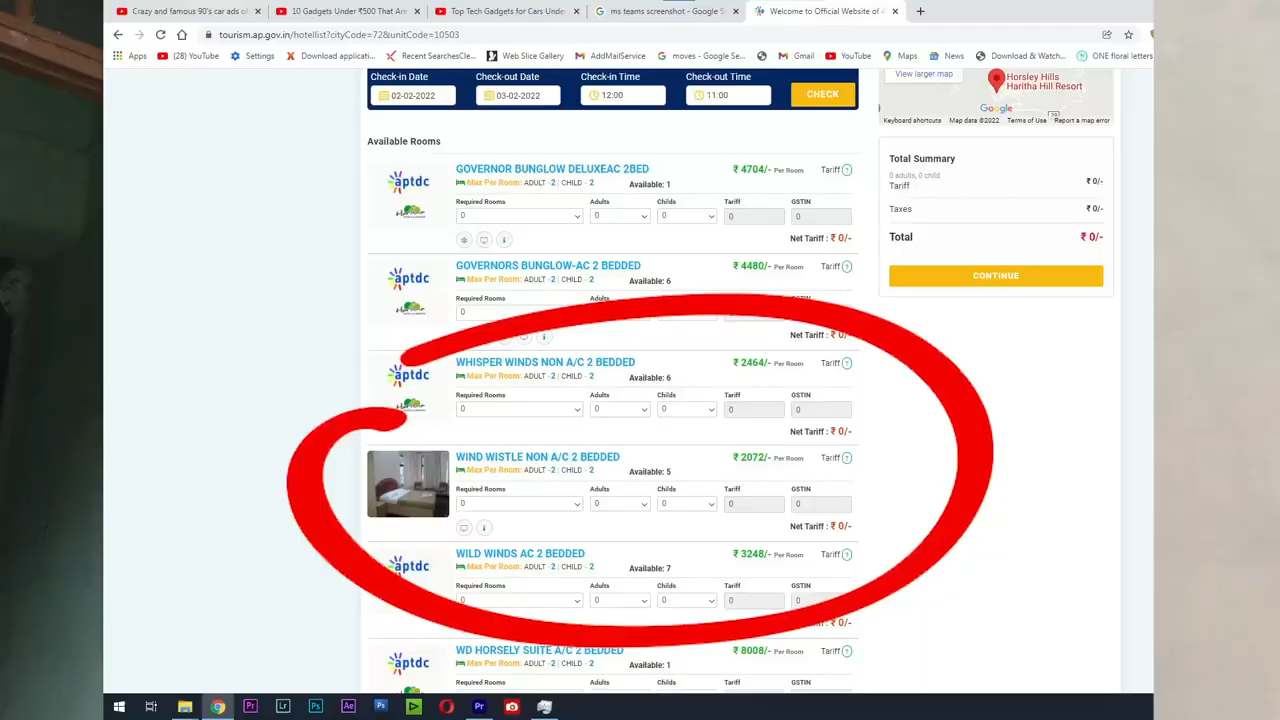 Crazy and famous 90's car ads of
10 Gadgets Under ₹500 That Are
Top Tech Gadgets for Cars Under
ms teams screenshot - Google S
Welcome to Official Website of A
tourism.ap.gov.in/hotellist?cityCode=72&unitCode=10503
Apps
(28) YouTube
Settings
Download applicati...
Recent SearchesCle...
Web Slice Gallery
AddMailService
moves - Google Se...
Gmail
YouTube
Maps
News
Download & Watch...
ONE floral letters
Check-in Date
Check-out Date
Check-in Time
Check-out Time
02-02-2022
03-02-2022
12:00
11:00
CHECK
View larger map
Horsley Hills
Haritha Hill Resort
Google
Keyboard shortcuts
Map data ©2022
Terms of Use
Report a map error
Available Rooms
GOVERNOR BUNGLOW DELUXEAC 2BED
₹ 4704/- Per Room
Tariff ?
aptdc
Max Per Room: ADULT -2 | CHILD - 2
Available: 1
Required Rooms
Adults
Childs
Tariff
GSTIN
0
0
0
0
0
Net Tariff : ₹ 0/-
GOVERNORS BUNGLOW-AC 2 BEDDED
₹ 4480/- Per Room
Tariff ?
aptdc
Max Per Room: ADULT -2 | CHILD - 2
Available: 6
Required Rooms
Adults
Childs
Tariff
GSTIN
0
Net Tariff : ₹ 0/-
WHISPER WINDS NON A/C 2 BEDDED
₹ 2464/- Per Room
Tariff ?
aptdc
Max Per Room: ADULT -2 | CHILD - 2
Available: 6
Required Rooms
Adults
Childs
Tariff
GSTIN
0
0
0
0
0
Net Tariff : ₹ 0/-
WIND WISTLE NON A/C 2 BEDDED
₹ 2072/- Per Room
Tariff ?
Max Per Room: ADULT -2 | CHILD - 2
Available: 5
Required Rooms
Adults
Childs
Tariff
GSTIN
0
0
0
0
0
Net Tariff : ₹ 0/-
WILD WINDS AC 2 BEDDED
₹ 3248/- Per Room
Tariff ?
aptdc
Max Per Room: ADULT -2 | CHILD - 2
Available: 7
Required Rooms
Adults
Childs
Tariff
GSTIN
0
0
0
0
0
₹ 0/-
WD HORSELY SUITE A/C 2 BEDDED
₹ 8008/- Per Room
Tariff ?
aptdc
Max Per Room: ADULT -2 | CHILD - 2
Available: 1
Total Summary
0 adults, 0 child
Tariff
₹ 0/-
Taxes
₹ 0/-
Total
₹ 0/-
CONTINUE
Pr
Lr
Ps
Ae
Ps
Pr